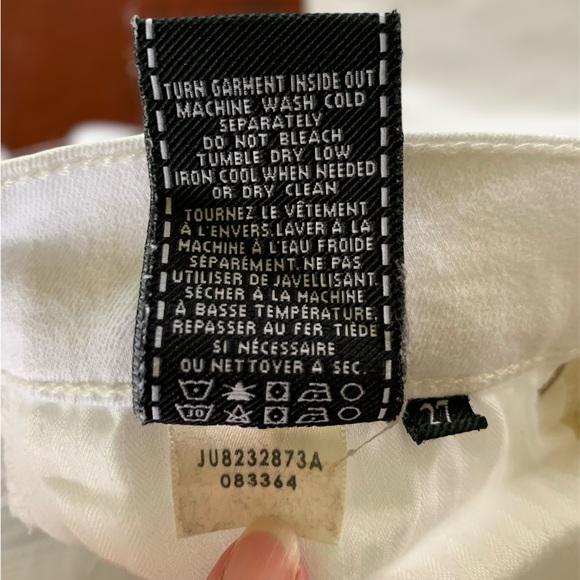 TURN GARMENT INSIDE OUT
MACHINE WASH COLD
SEPARATELY
DO NOT BLEACH
TUMBLE DRY LOW
IRON COOL WHEN NEEDED
OR DRY CLEAN
TOURNEZ LE VÊTEMENT
À L'ENVERS.LAVER À LA
MACHINE À L'EAU FROIDE
SÉPARÉMENT. NE PAS
UTILISER DE JAVELLISANT.
SÉCHER À LA MACHINE
À BASSE TEMPÉRATURE.
REPASSER AU FER TIÈDE
SI NÉCESSAIRE
OU NETTOYER À SEC.
30
27
JU8232873A
083364